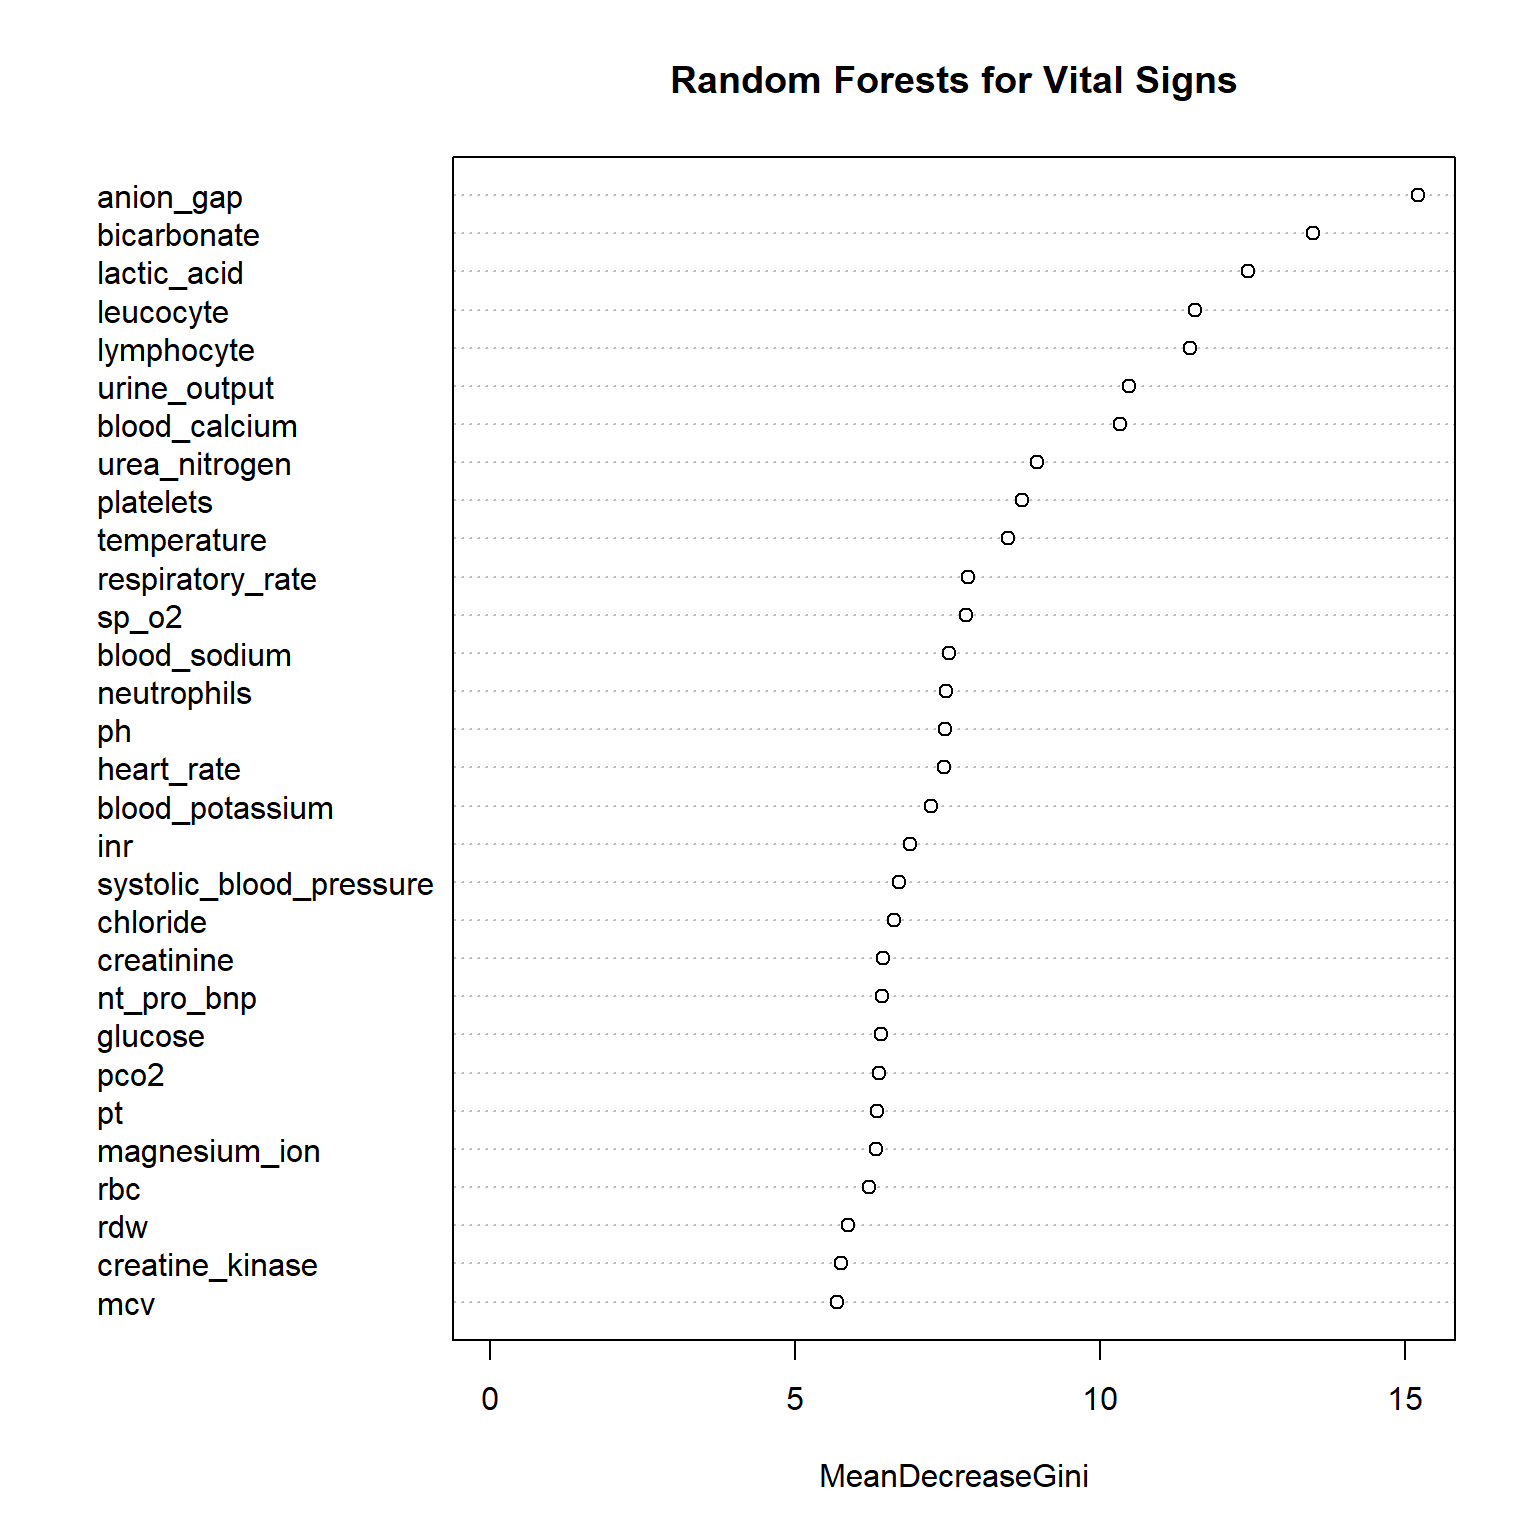 Random Forests for Vital Signs
anion_gap
bicarbonate
lactic_acid
leucocyte
lymphocyte
urine_output
blood_calcium
urea_nitrogen
platelets
temperature
respiratory_rate
sp_o2
blood_sodium
neutrophils
ph
heart_rate
blood_potassium
inr
systolic_blood_pressure
chloride
creatinine
nt_pro_bnp
glucose
pco2
pt
magnesium_ion
rbc
rdw
creatine_kinase
mcv
0 5 10 15
MeanDecreaseGini